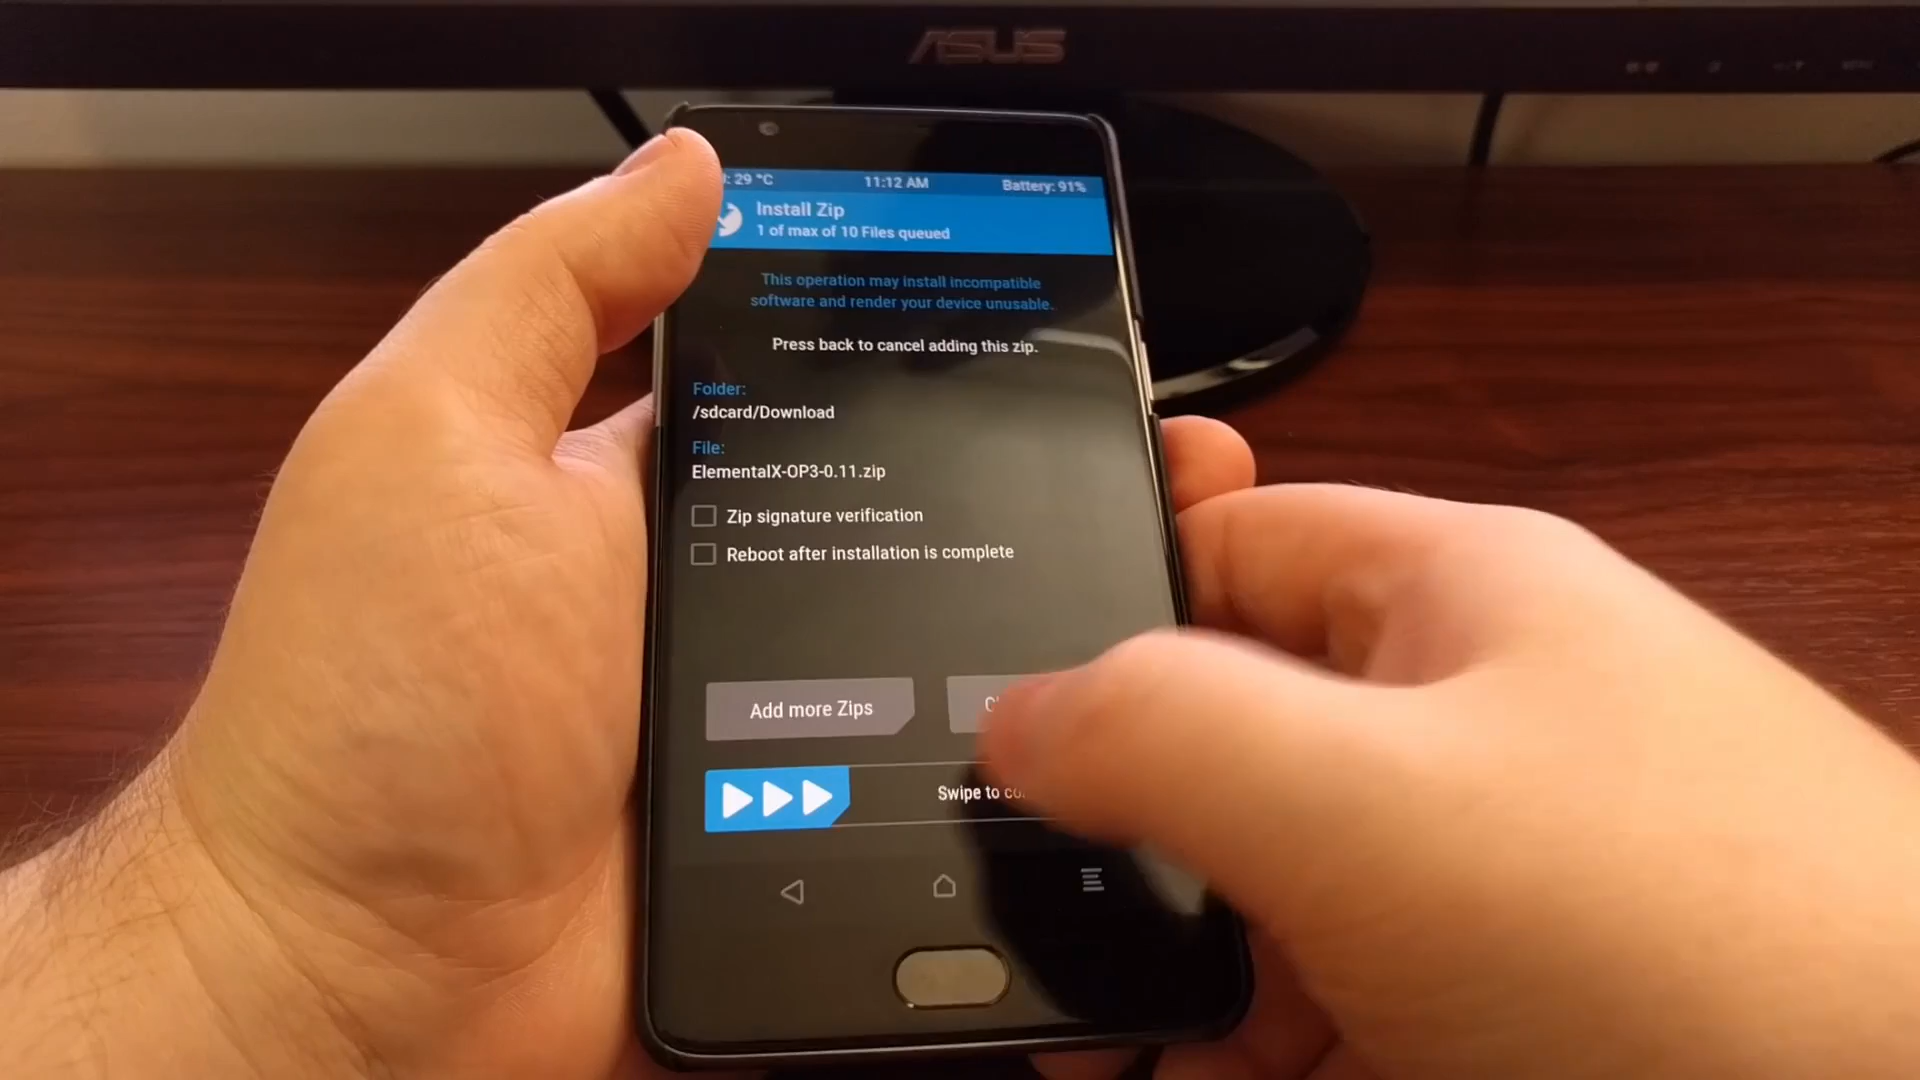 ASUS
29 °C
11:12 AM
Battery: 91%
Install Zip
1 of max of 10 Files queued
This operation may install incompatible
software and render your device unusable.
Press back to cancel adding this zip.
Folder:
/sdcard/Download
File:
ElementalX-OP3-0.11.zip
Zip signature verification
Reboot after installation is complete
Add more Zips
Swipe to